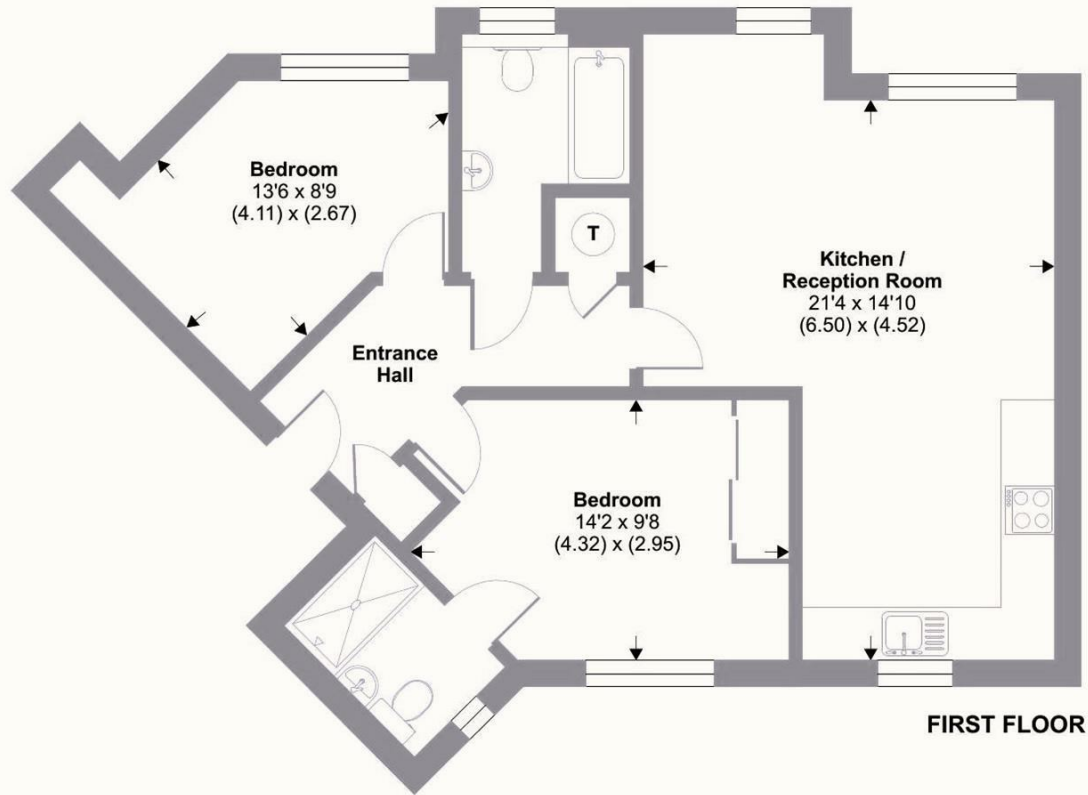 Bedroom
13'6 x 8'9
(4.11) x (2.67)
T
Kitchen /
Reception Room
21'4 x 14'10
(6.50) x (4.52)
Entrance
Hall
Bedroom
14'2 x 9'8
(4.32) x (2.95)
FIRST FLOOR